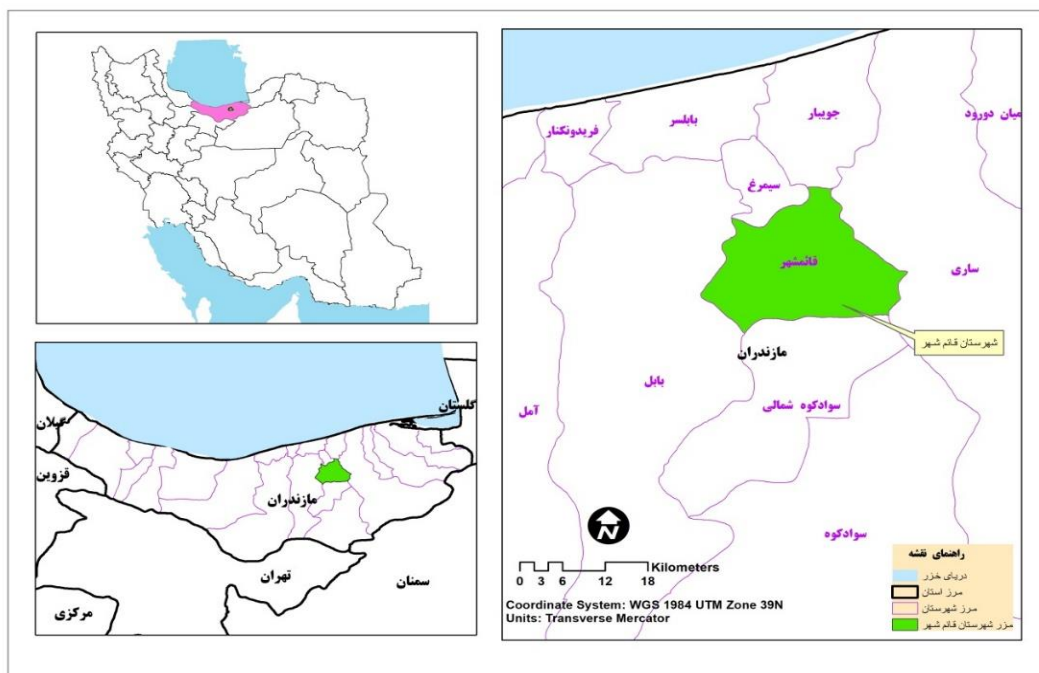 گلستان
گیلان
قزوین
مازندران
تهران
سمنان
مرکزی
میان دورود
جویبار
بابلسر
فریدونکنار
سیمرغ
قائمشهر
ساری
شهرستان قائم شهر
مازندران
بابل
آمل
سوادکوه شمالی
سوادکوه
N
Kilometers
0 3 6 12 18
Coordinate System: WGS 1984 UTM Zone 39N
Units: Transverse Mercator
راهنمای نقشه
دریای خزر
مرز استان
مرز شهرستان
مزر شهرستان قائم شهر